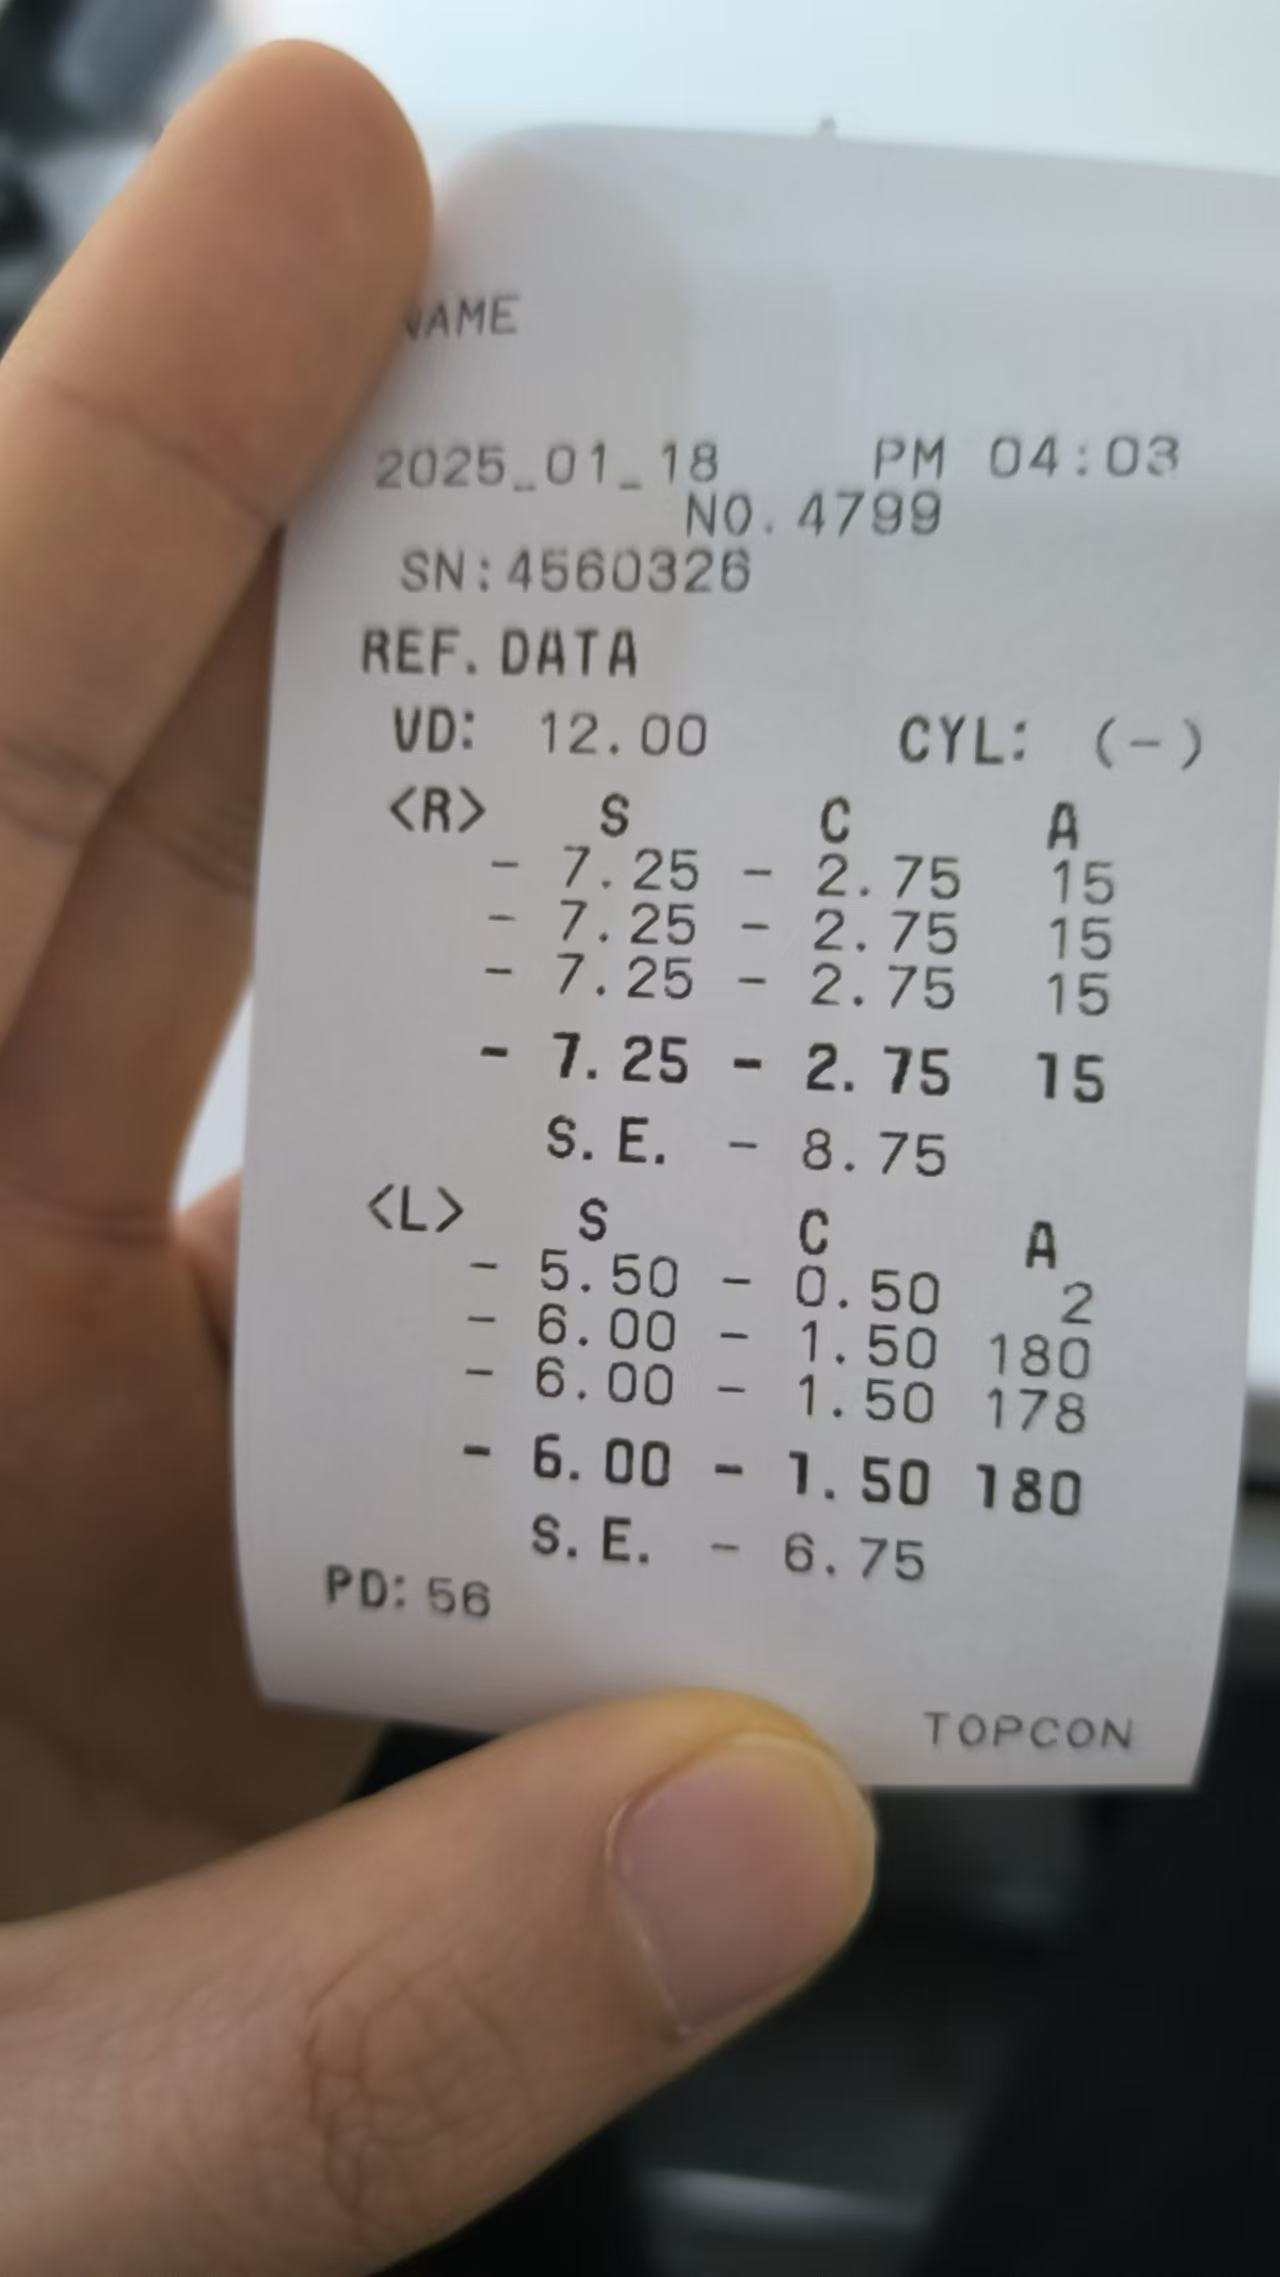 NAME
2025_01_18 PM 04:03
NO. 4799
SN:4560326
REF. DATA
VD: 12.00 CYL: (-)
<R> S C A
- 7.25 - 2.75 15
- 7.25 - 2.75 15
- 7.25 - 2.75 15
- 7.25 - 2.75 15
S.E. - 8.75
<L> S C A
- 5.50 - 0.50 2
- 6.00 - 1.50 180
- 6.00 - 1.50 178
- 6.00 - 1.50 180
S.E. - 6.75
PD: 56
TOPCON